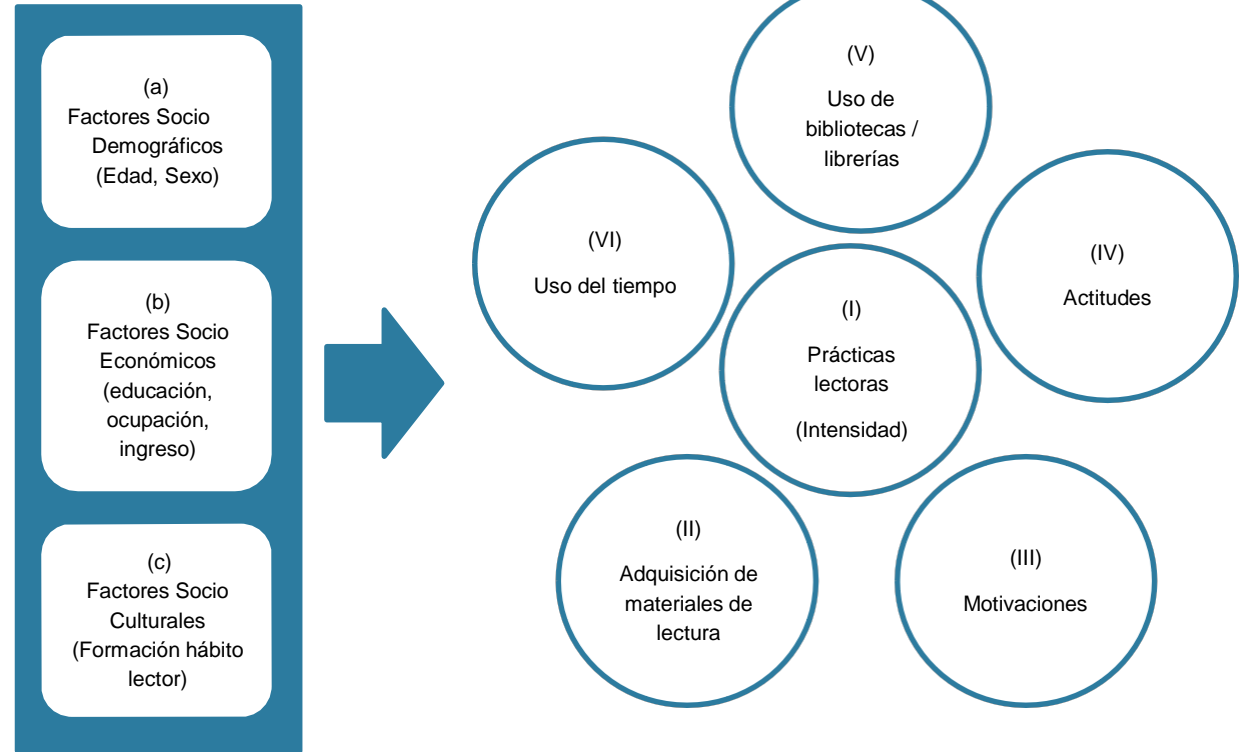 (a)
Factores Socio
Demográficos
(Edad, Sexo)
(b)
Factores Socio
Económicos
(educación,
ocupación,
ingreso)
(c)
Factores Socio
Culturales
(Formación hábito
lector)
(V)
Uso de
bibliotecas /
librerías
(VI)
Uso del tiempo
(IV)
Actitudes
(I)
Prácticas
lectoras
(Intensidad)
(II)
Adquisición de
materiales de
lectura
(III)
Motivaciones